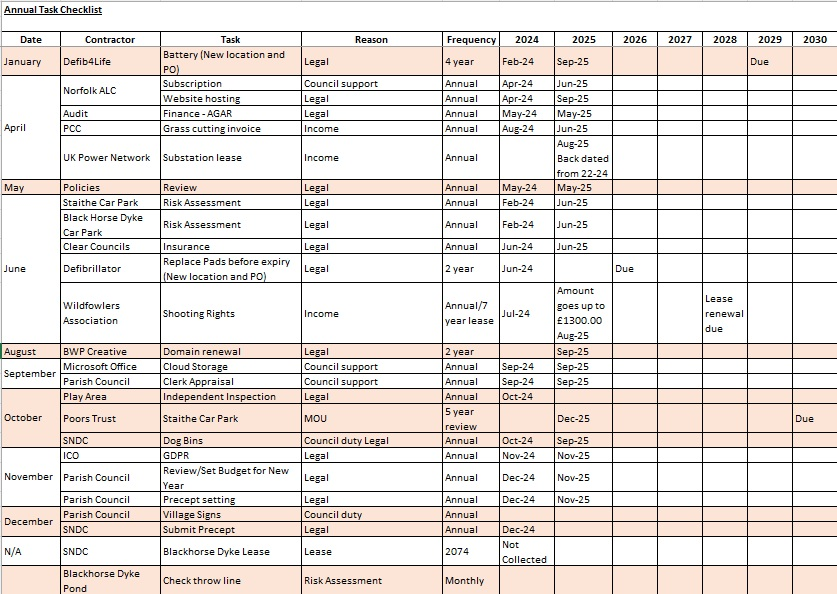 Annual Task Checklist
Date Contractor Task Reason Frequency 2024 2025 2026 2027 2028 2029 2030
January Defib4Life Battery (New location and PO) Legal 4 year Feb-24 Sep-25 Due
April Norfolk ALC Subscription Council support Annual Apr-24 Jun-25
Website hosting Legal Annual Apr-24 Sep-25
Audit Finance - AGAR Legal Annual May-24 May-25
PCC Grass cutting invoice Income Annual Aug-24 Jun-25
UK Power Network Substation lease Income Annual Aug-25 Back dated from 22-24
May Policies Review Legal Annual May-24 May-25
June Staithe Car Park Risk Assessment Legal Annual Feb-24 Jun-25
Black Horse Dyke Car Park Risk Assessment Legal Annual Feb-24 Jun-25
Clear Councils Insurance Legal Annual Jun-24 Jun-25
Defibrillator Replace Pads before expiry (New location and PO) Legal 2 year Jun-24 Due
Wildfowlers Association Shooting Rights Income Annual/7 year lease Jul-24 Amount goes up to £1300.00 Aug-25 Lease renewal due
August BWP Creative Domain renewal Legal 2 year Sep-25
September Microsoft Office Cloud Storage Council support Annual Sep-24 Sep-25
Parish Council Clerk Appraisal Council support Annual Sep-24 Sep-25
October Play Area Independent Inspection Legal Annual Oct-24
Poors Trust Staithe Car Park MOU 5 year review Dec-25 Due
SNDC Dog Bins Council duty Legal Annual Oct-24 Sep-25
November ICO GDPR Legal Annual Nov-24 Nov-25
Parish Council Review/Set Budget for New Year Legal Annual Dec-24 Nov-25
Parish Council Precept setting Legal Annual Dec-24 Nov-25
December Parish Council Village Signs Council duty Annual
SNDC Submit Precept Legal Annual Dec-24
N/A SNDC Blackhorse Dyke Lease Lease 2074 Not Collected
Blackhorse Dyke Pond Check throw line Risk Assessment Monthly